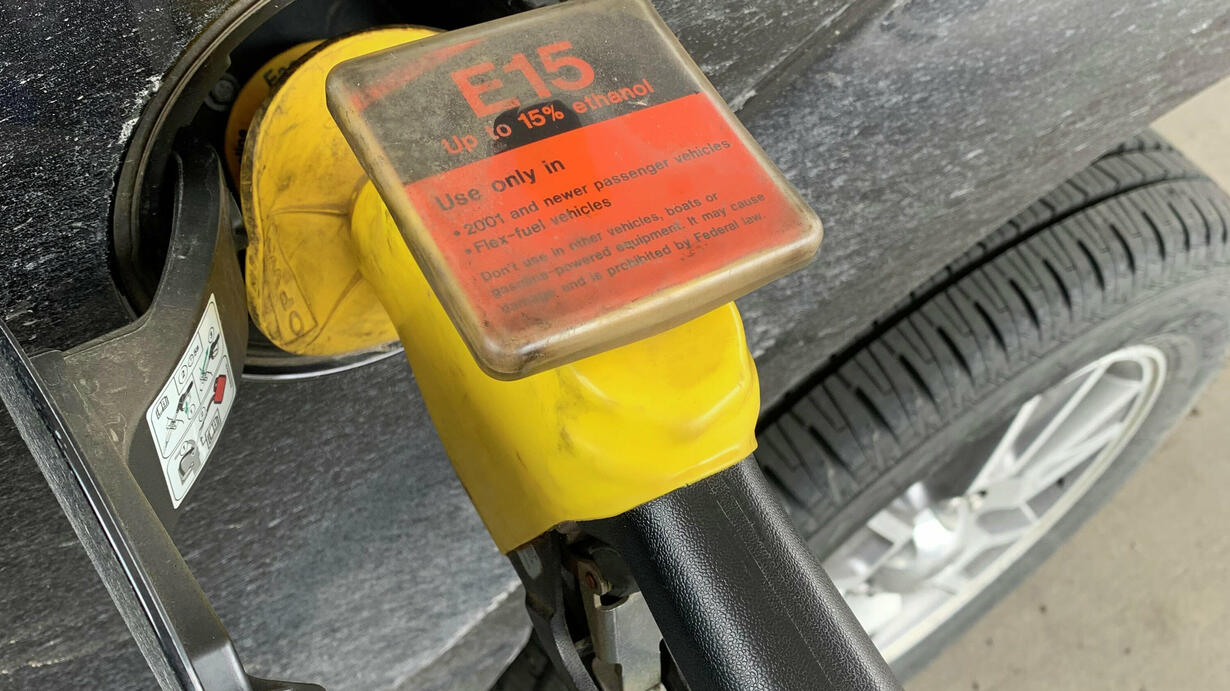 E15
Up to 15% ethanol
Use only in
• 2001 and newer passenger vehicles
• Flex-fuel vehicles
Don't use in other vehicles, boats or
gasoline-powered equipment. It may cause
damage and is prohibited by Federal law.